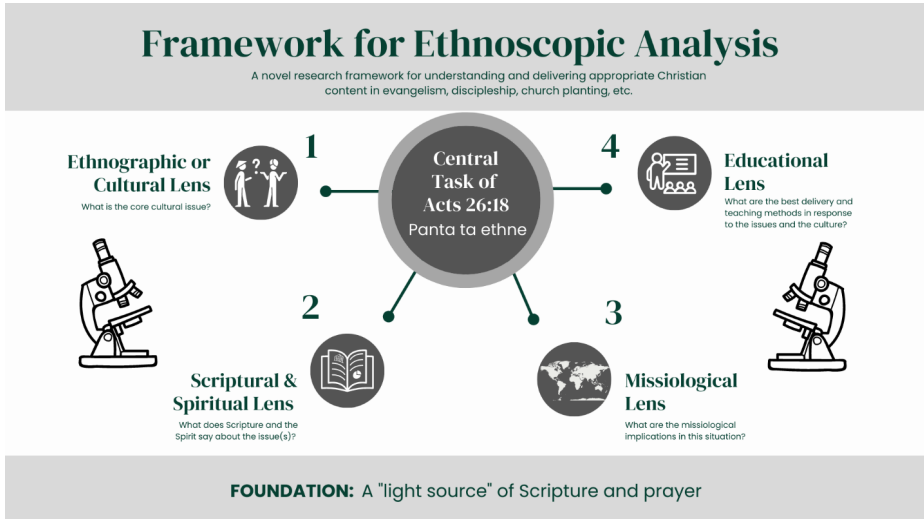 Framework for Ethnoscopic Analysis
A novel research framework for understanding and delivering appropriate Christian
content in evangelism, discipleship, church planting, etc.
1
Ethnographic or
Cultural Lens
What is the core cultural issue?
Central
Task of
Acts 26:18
Panta ta ethne
4
Educational
Lens
What are the best delivery and
teaching methods in response
to the issues and the culture?
2
Scriptural &
Spiritual Lens
What does Scripture and the
Spirit say about the issue(s)?
3
Missiological
Lens
What are the missiological
implications in this situation?
FOUNDATION: A "light source" of Scripture and prayer